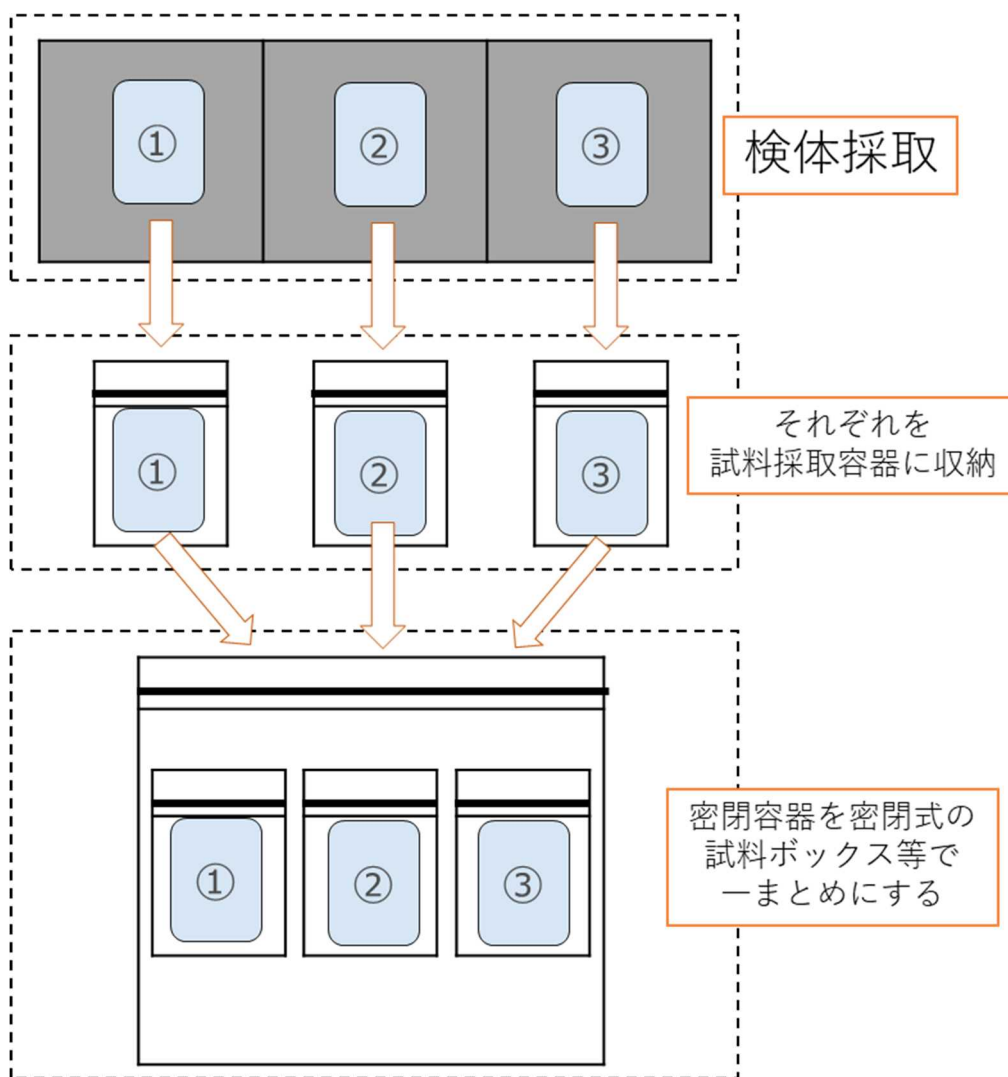 ①
②
③
検体採取
①
②
③
それぞれを
試料採取容器に収納
①
②
③
密閉容器を密閉式の
試料ボックス等で
一まとめにする